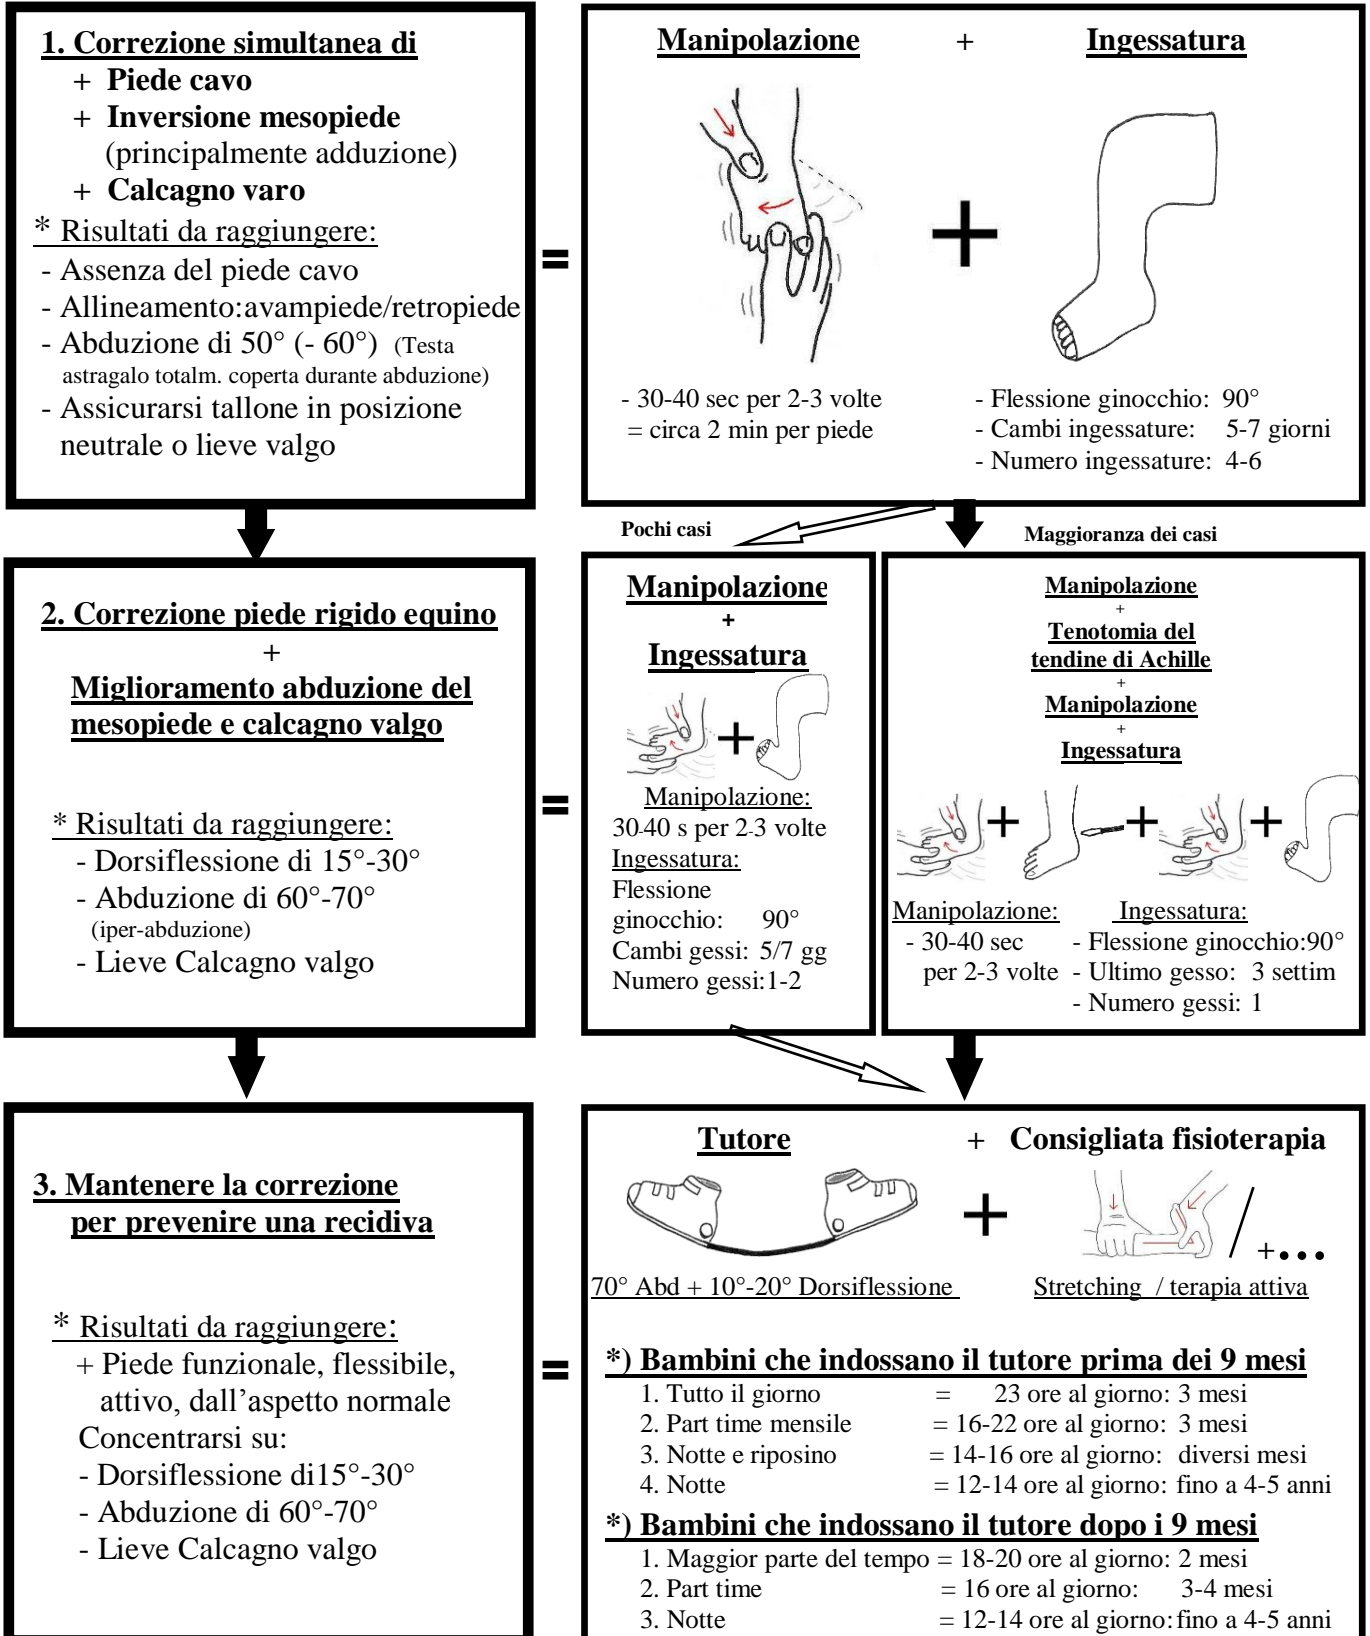 1. Correzione simultanea di
+ Piede cavo
+ Inversione mesopiede
(principalmente adduzione)
+ Calcagno varo
* Risultati da raggiungere:
- Assenza del piede cavo
- Allineamento:avampiede/retropiede
- Abduzione di 50° (- 60°) (Testa
astragalo totalm. coperta durante abduzione)
- Assicurarsi tallone in posizione
neutrale o lieve valgo
=
Manipolazione + Ingessatura
+
- 30-40 sec per 2-3 volte
= circa 2 min per piede
- Flessione ginocchio: 90°
- Cambi ingessature: 5-7 giorni
- Numero ingessature: 4-6
Pochi casi
Maggioranza dei casi
2. Correzione piede rigido equino
+
Miglioramento abduzione del
mesopiede e calcagno valgo
* Risultati da raggiungere:
- Dorsiflessione di 15°-30°
- Abduzione di 60°-70°
(iper-abduzione)
- Lieve Calcagno valgo
=
Manipolazione
+
Ingessatura
+
Manipolazione:
30-40 s per 2-3 volte
Ingessatura:
Flessione
ginocchio: 90°
Cambi gessi: 5/7 gg
Numero gessi:1-2
Manipolazione
+
Tenotomia del
tendine di Achille
+
Manipolazione
+
Ingessatura
+ + +
Manipolazione:
- 30-40 sec
per 2-3 volte
Ingessatura:
- Flessione ginocchio:90°
- Ultimo gesso: 3 settim
- Numero gessi: 1
3. Mantenere la correzione
per prevenire una recidiva
* Risultati da raggiungere:
+ Piede funzionale, flessibile,
attivo, dall’aspetto normale
Concentrarsi su:
- Dorsiflessione di15°-30°
- Abduzione di 60°-70°
- Lieve Calcagno valgo
=
Tutore + Consigliata fisioterapia
+ / +...
70° Abd + 10°-20° Dorsiflessione
Stretching / terapia attiva
*) Bambini che indossano il tutore prima dei 9 mesi
1. Tutto il giorno = 23 ore al giorno: 3 mesi
2. Part time mensile = 16-22 ore al giorno: 3 mesi
3. Notte e riposino = 14-16 ore al giorno: diversi mesi
4. Notte = 12-14 ore al giorno: fino a 4-5 anni
*) Bambini che indossano il tutore dopo i 9 mesi
1. Maggior parte del tempo = 18-20 ore al giorno: 2 mesi
2. Part time = 16 ore al giorno: 3-4 mesi
3. Notte = 12-14 ore al giorno: fino a 4-5 anni